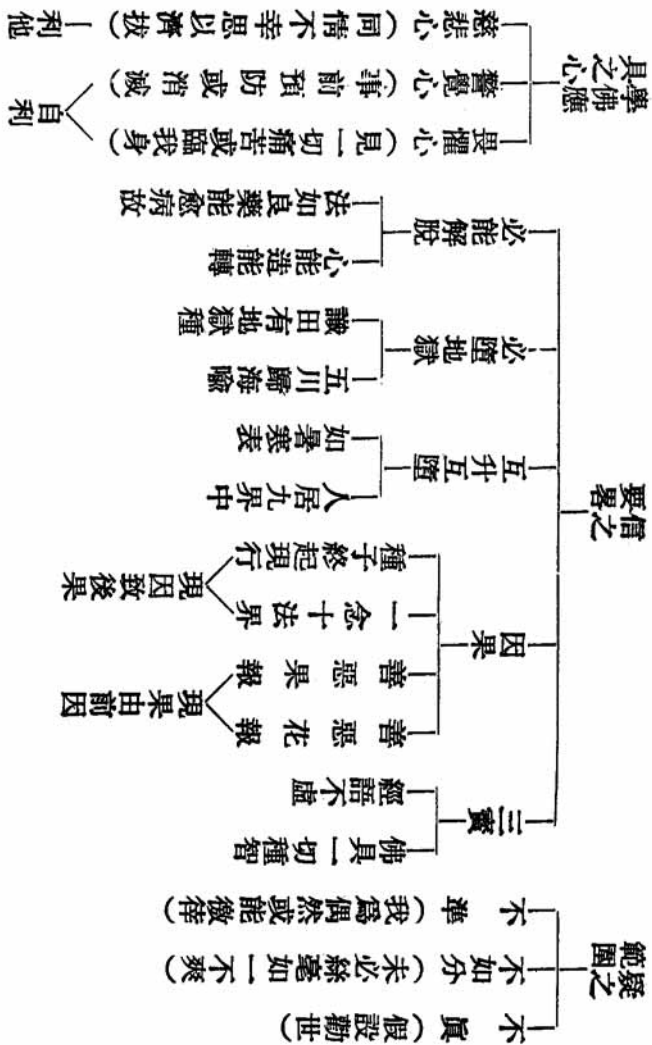 疑之
範圍
不真（假設勸世）
不如分（未必絲毫如一不爽）
不準（我爲偶然或能徼倖）
信之
要畧
三寶
佛具一切種智
經語不虛
因果
善惡花報
善惡果報
現果由前因
一念十法界
種子終起現行
現因致後果
互升互墮
人居九界中
如暑寒表
必墮地獄
五川歸海喻
識田有地獄種
必能解脫
心能造能轉
法如良藥能愈病故
學佛應
具之心
畏懼心（見一切痛苦或臨我身）
警覺心（事前預防或消滅）
自利
慈悲心（同情不幸思以濟拔）
利他